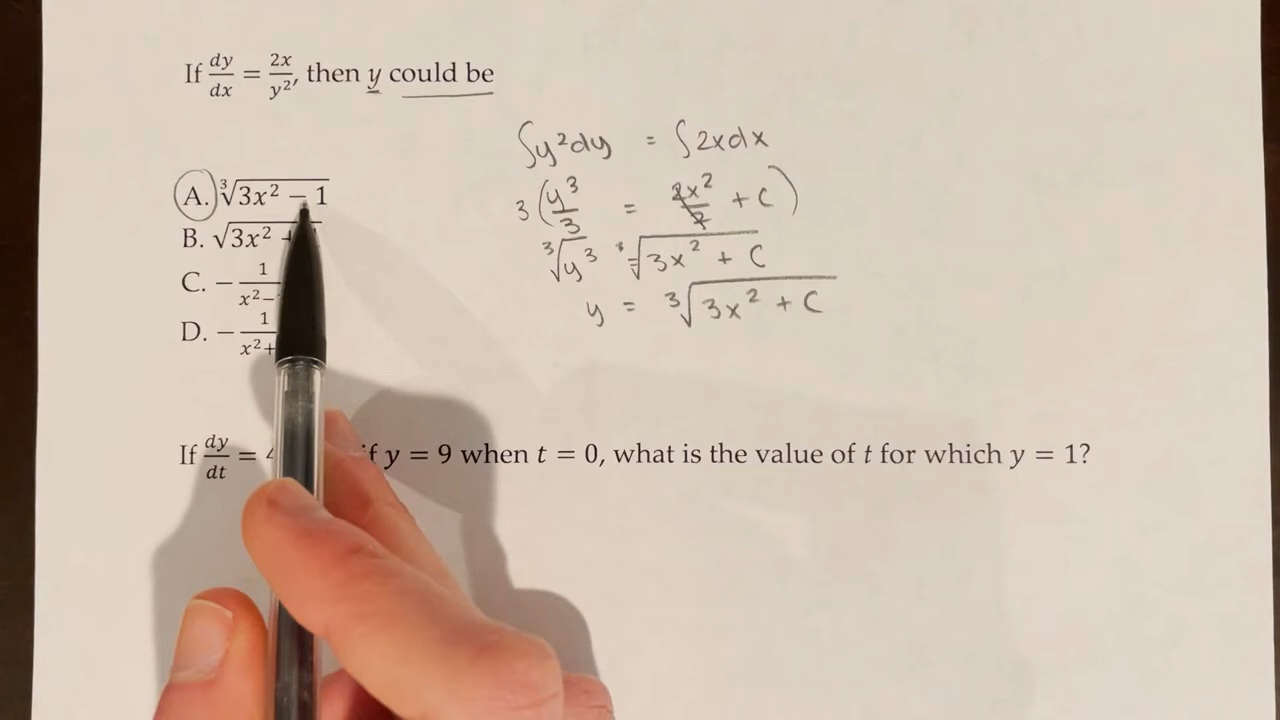 If dy/dx = 2x/y², then y could be
A. ∛(3x² − 1)
B. √(3x² +
C. − 1/(x² −
D. − 1/(x² +
∫y²dy = ∫2xdx
3(y³/3 = 2x²/2 + C)
∛y³ = ∛(3x² + C
y = ∛(3x² + C)
If dy/dt = if y = 9 when t = 0, what is the value of t for which y = 1?